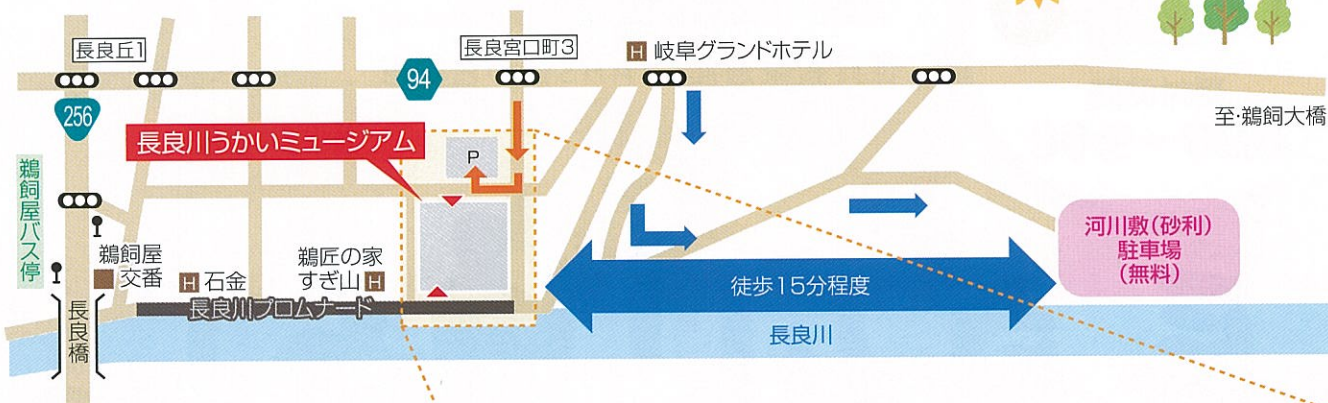 長良丘1
長良宮口町3
H 岐阜グランドホテル
94
256
至・鵜飼大橋
長良川うかいミュージアム
P
鵜飼屋バス停
鵜飼屋
交番
H 石金
鵜匠の家
すぎ山 H
長良川プロムナード
長良橋
徒歩15分程度
長良川
河川敷(砂利)
駐車場
(無料)